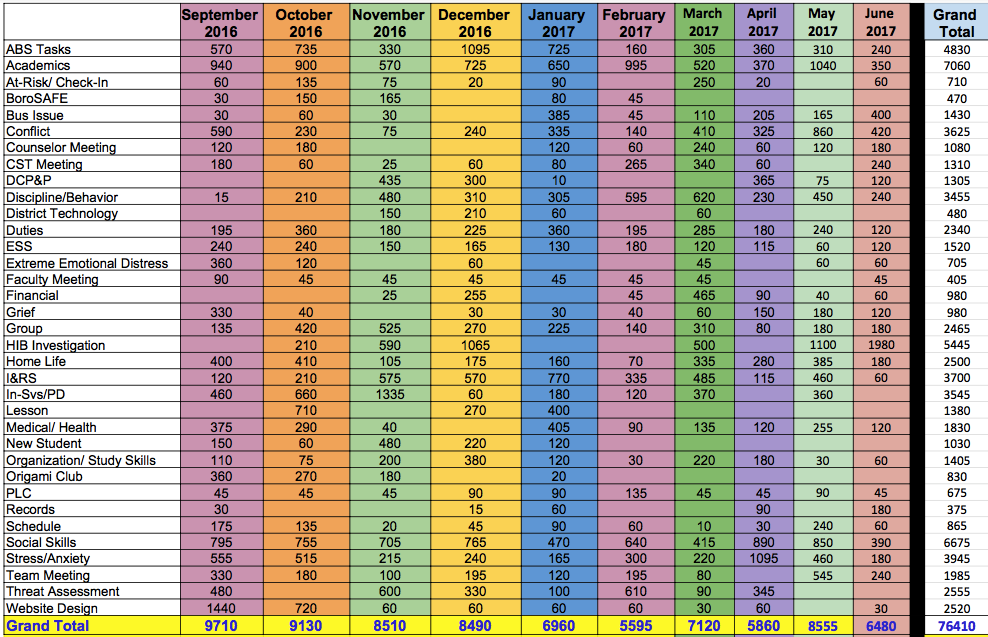 September October November December January February March April May June Grand
2016 2016 2016 2016 2017 2017 2017 2017 2017 2017 Total
ABS Tasks 570 735 330 1095 725 160 305 360 310 240 4830
Academics 940 900 570 725 650 995 520 370 1040 350 7060
At-Risk/ Check-In 60 135 75 20 90 250 20 60 710
BoroSAFE 30 150 165 80 45 470
Bus Issue 30 60 30 385 45 110 205 165 400 1430
Conflict 590 230 75 240 335 140 410 325 860 420 3625
Counselor Meeting 120 180 120 60 240 60 120 180 1080
CST Meeting 180 60 25 60 80 265 340 60 240 1310
DCP&P 435 300 10 365 75 120 1305
Discipline/Behavior 15 210 480 310 305 595 620 230 450 240 3455
District Technology 150 210 60 60 480
Duties 195 360 180 225 360 195 285 180 240 120 2340
ESS 240 240 150 165 130 180 120 115 60 120 1520
Extreme Emotional Distress 360 120 60 45 60 60 705
Faculty Meeting 90 45 45 45 45 45 45 45 405
Financial 25 255 45 465 90 40 60 980
Grief 330 40 30 30 40 60 150 180 120 980
Group 135 420 525 270 225 140 310 80 180 180 2465
HIB Investigation 210 590 1065 500 1100 1980 5445
Home Life 400 410 105 175 160 70 335 280 385 180 2500
I&RS 120 210 575 570 770 335 485 115 460 60 3700
In-Svs/PD 460 660 1335 60 180 120 370 360 3545
Lesson 710 270 400 1380
Medical/ Health 375 290 40 405 90 135 120 255 120 1830
New Student 150 60 480 220 120 1030
Organization/ Study Skills 110 75 200 380 120 30 220 180 30 60 1405
Origami Club 360 270 180 20 830
PLC 45 45 45 90 90 135 45 45 90 45 675
Records 30 15 60 90 180 375
Schedule 175 135 20 45 90 60 10 30 240 60 865
Social Skills 795 755 705 765 470 640 415 890 850 390 6675
Stress/Anxiety 555 515 215 240 165 300 220 1095 460 180 3945
Team Meeting 330 180 100 195 120 195 80 545 240 1985
Threat Assessment 480 600 330 100 610 90 345 2555
Website Design 1440 720 60 60 60 60 30 60 30 2520
Grand Total 9710 9130 8510 8490 6960 5595 7120 5860 8555 6480 76410